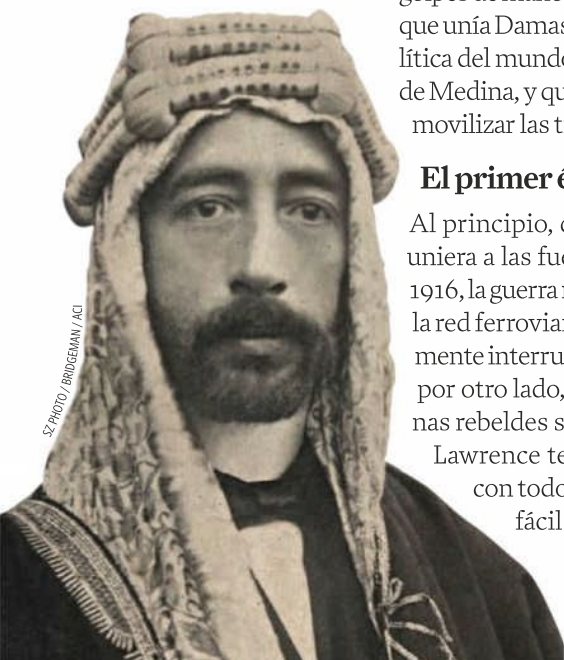 que unía Damas
lítica del mundo
de Medina, y qu
movilizar las t
El primer é
Al principio, 
uniera a las fue
1916, la guerra
la red ferroviar
mente interru
por otro lado,
nas rebeldes s
Lawrence te
con todo
fácil
SZ PHOTO / BRIDGEMAN / ACI